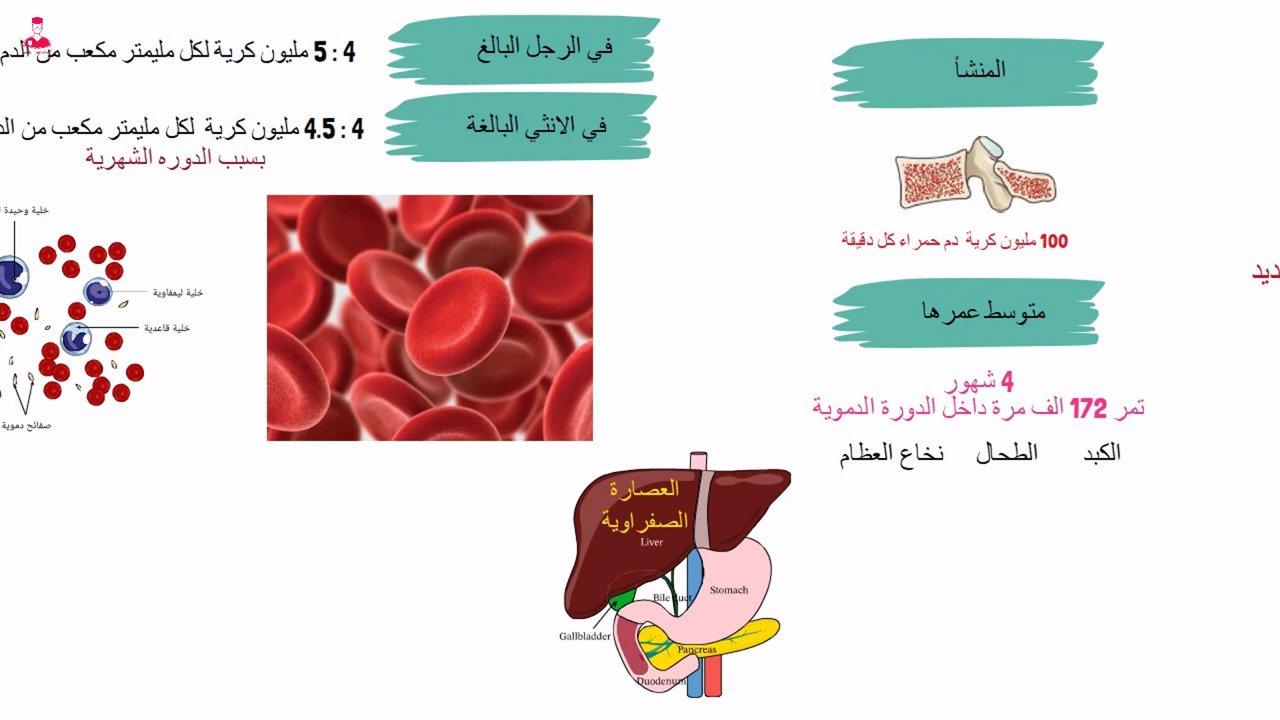 المنشأ
100 مليون كرية دم حمراء كل دقيقة
متوسط عمرها
4 شهور
تمر 172 الف مرة داخل الدورة الدموية
الكبد الطحال نخاع العظام
في الرجل البالغ
4 : 5 مليون كرية لكل مليمتر مكعب من الدم
في الانثي البالغة
4 : 4.5 مليون كرية لكل مليمتر مكعب من
بسبب الدوره الشهرية
خلية وحيدة
خلية ليمفاوية
خلية قاعدية
صفائح دموية
العصارة
الصفراوية
Liver
Stomach
Bile duct
Gallbladder
Pancreas
Duodenum